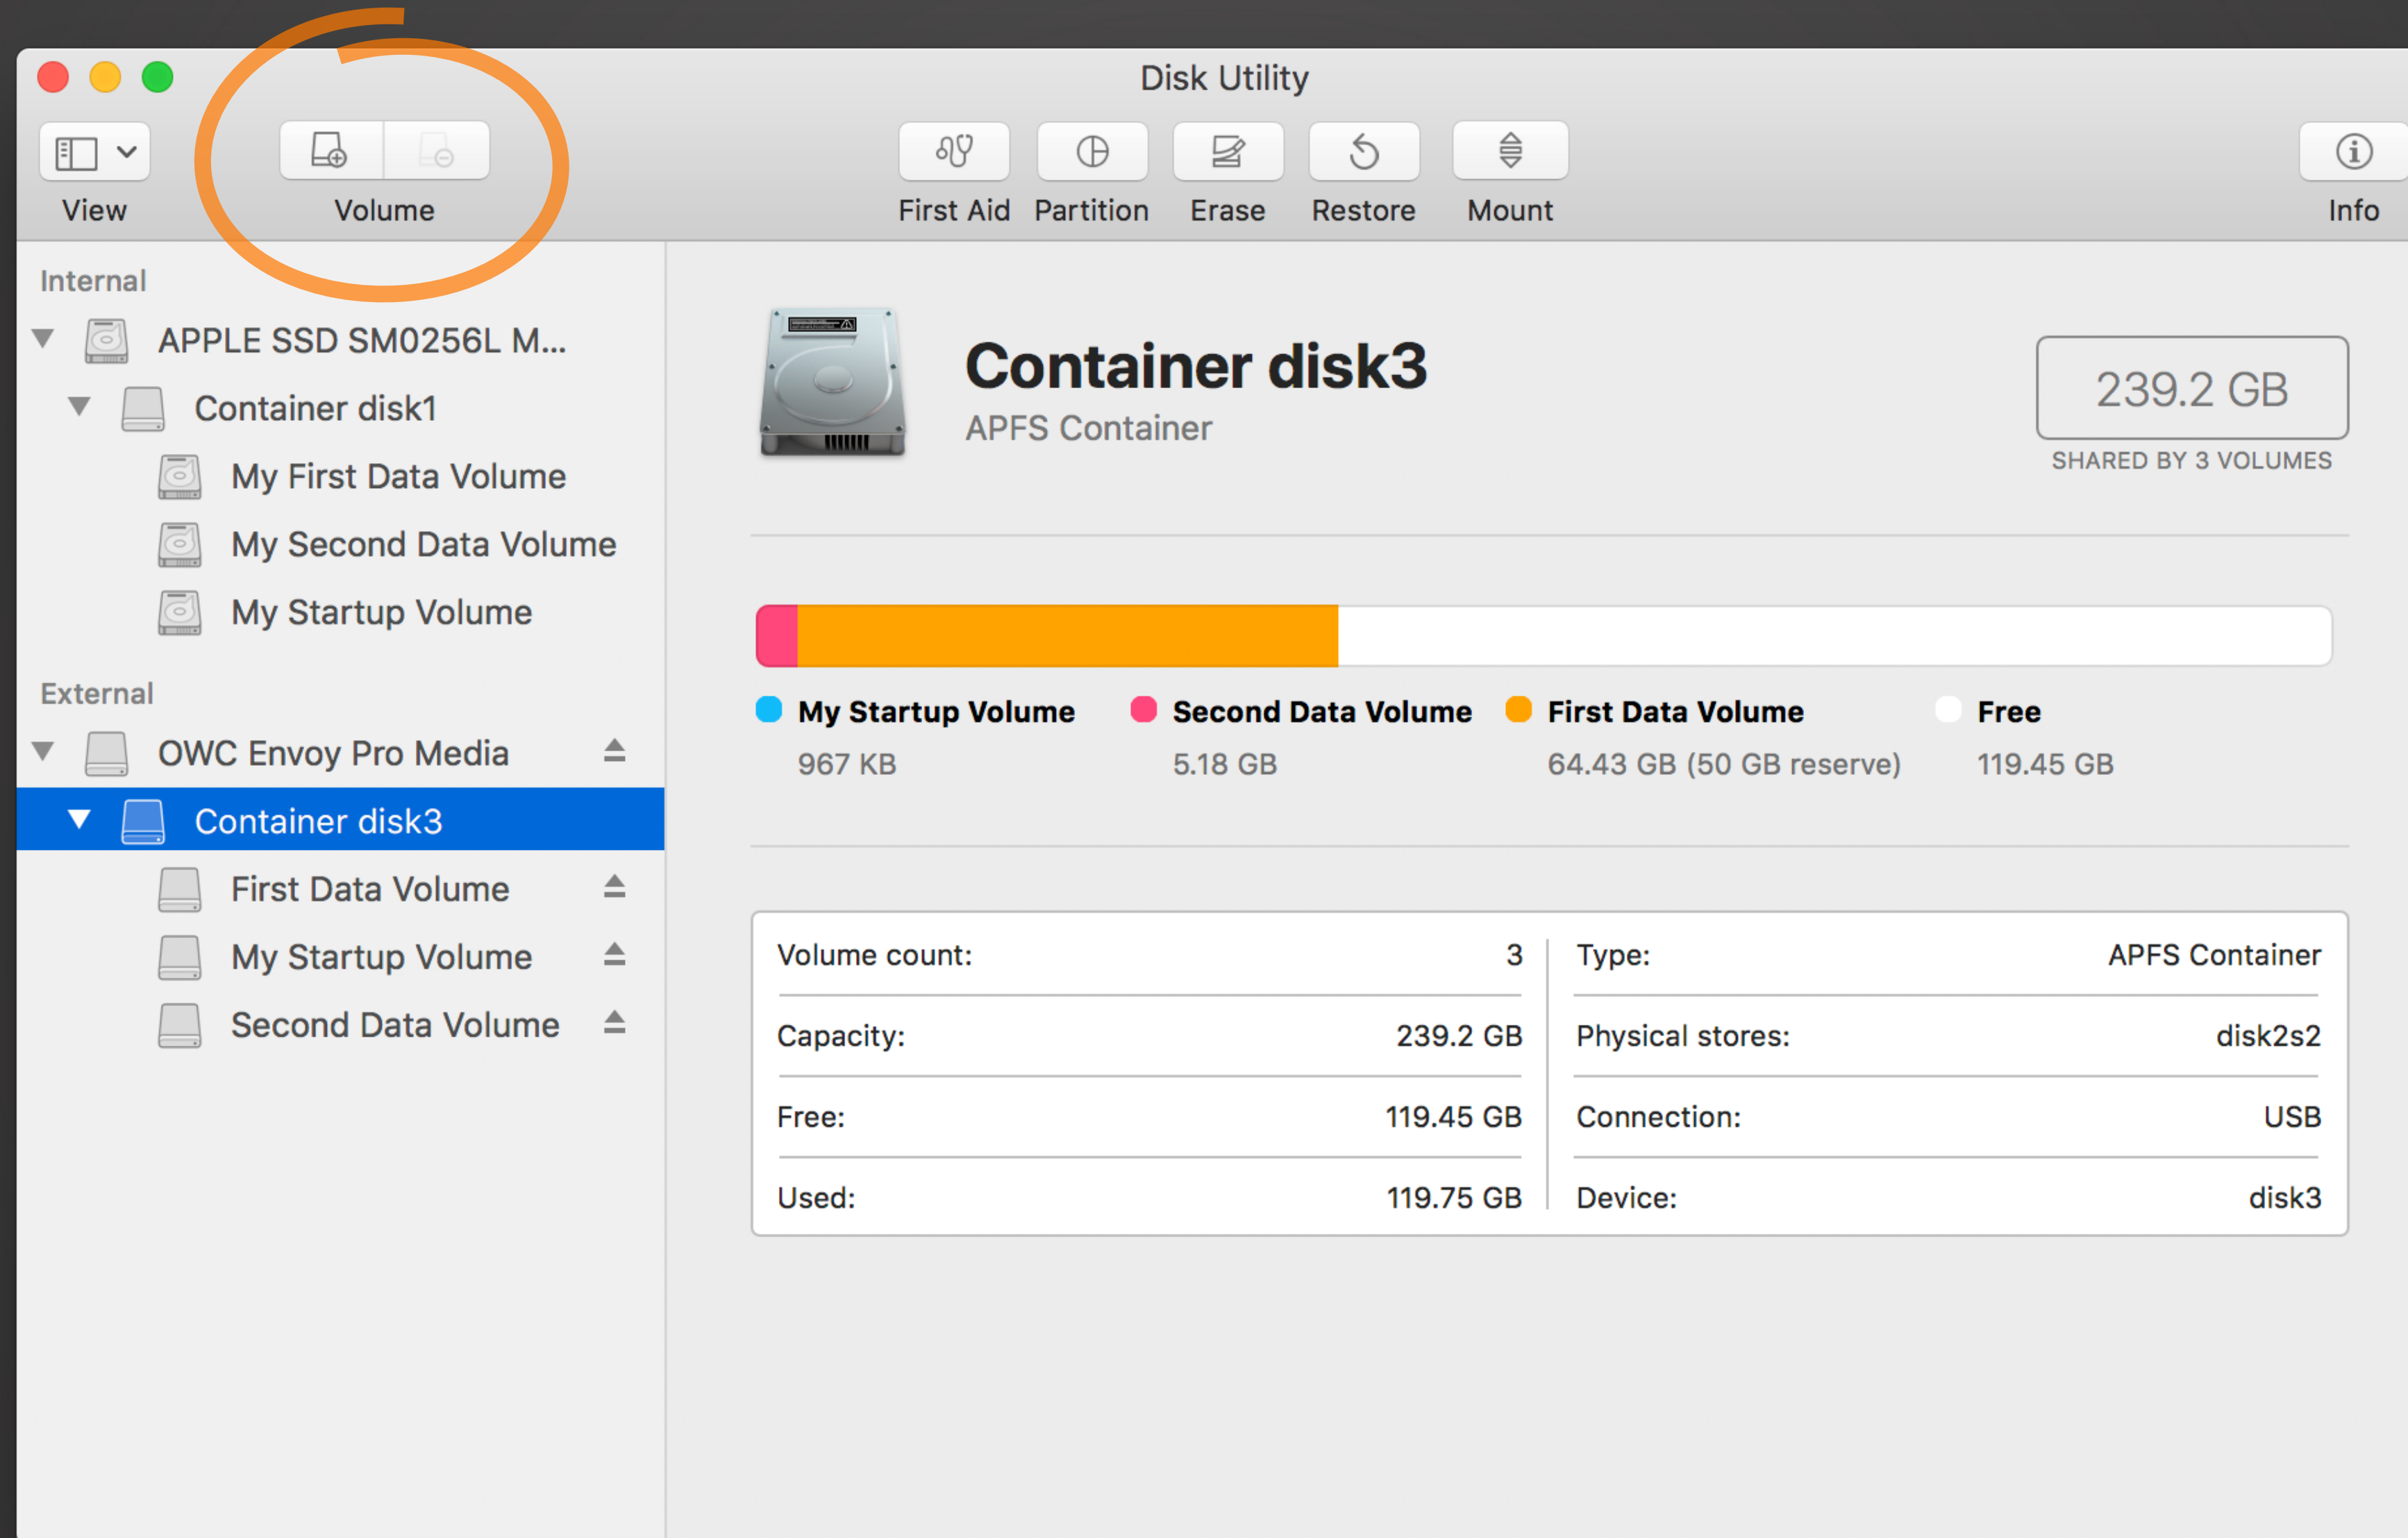 Disk Utility
View
Volume
First Aid
Partition
Erase
Restore
Mount
Info
Internal
APPLE SSD SM0256L M...
Container disk1
My First Data Volume
My Second Data Volume
My Startup Volume
External
OWC Envoy Pro Media
Container disk3
First Data Volume
My Startup Volume
Second Data Volume
Container disk3
APFS Container
239.2 GB
SHARED BY 3 VOLUMES
My Startup Volume
967 KB
Second Data Volume
5.18 GB
First Data Volume
64.43 GB (50 GB reserve)
Free
119.45 GB
Volume count: 3
Capacity: 239.2 GB
Free: 119.45 GB
Used: 119.75 GB
Type: APFS Container
Physical stores: disk2s2
Connection: USB
Device: disk3